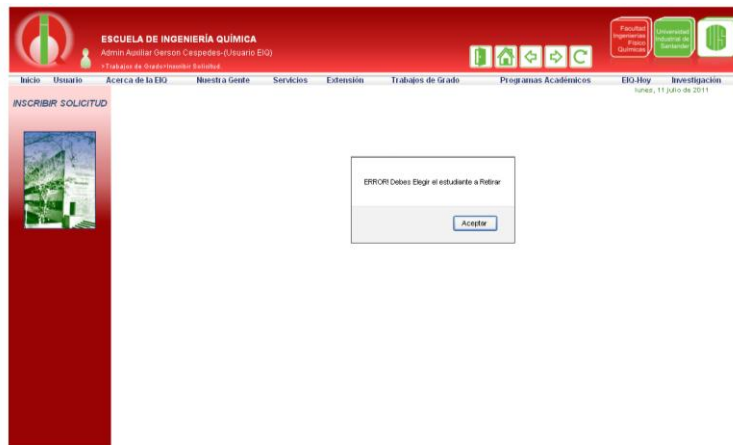 ESCUELA DE INGENIERÍA QUÍMICA
Admin Auxiliar Gerson Cespedes-(Usuario EIQ)
>Trabajos de Grado>Inscribir Solicitud.
Facultad
Ingenierías
Físico
Químicas
Universidad
Industrial de
Santander
Inicio Usuario Acerca de la EIQ Nuestra Gente Servicios Extensión Trabajos de Grado Programas Académicos EIQ-Hoy Investigación
lunes, 11 julio de 2011
INSCRIBIR SOLICITUD
ERROR! Debes Elegir el estudiante a Retirar
Aceptar